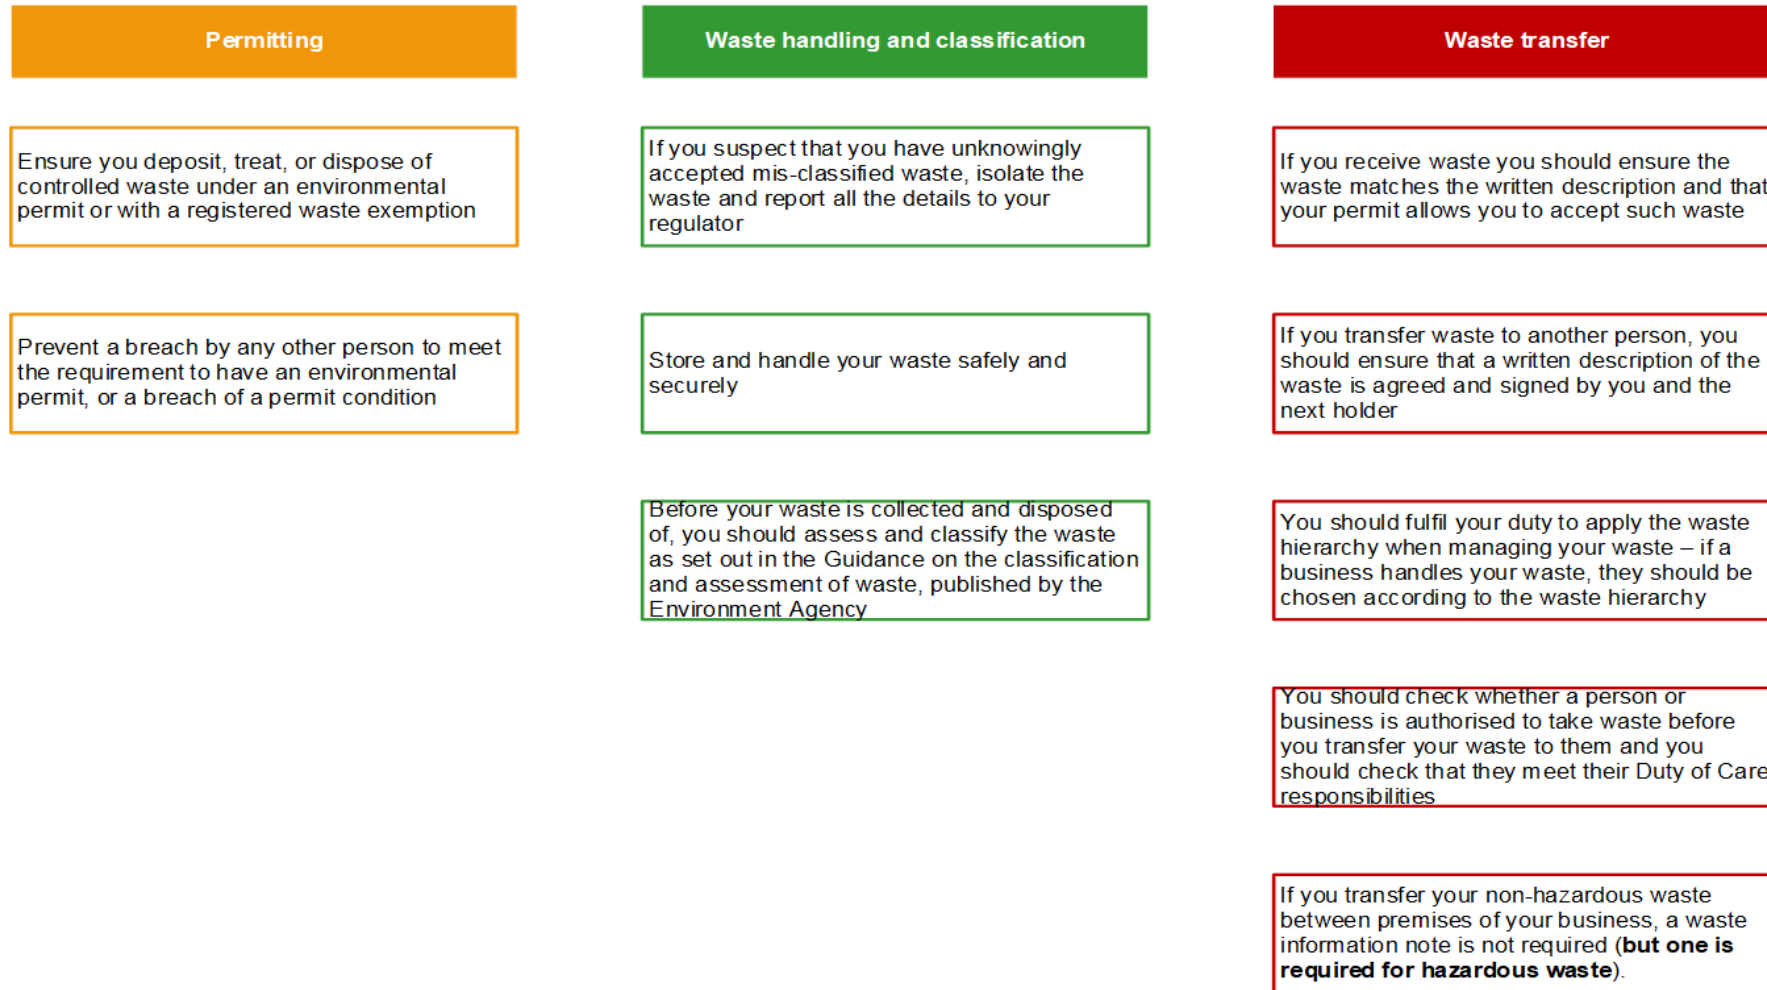 Permitting
Ensure you deposit, treat, or dispose of
controlled waste under an environmental
permit or with a registered waste exemption
Prevent a breach by any other person to meet
the requirement to have an environmental
permit, or a breach of a permit condition
Waste handling and classification
If you suspect that you have unknowingly
accepted mis-classified waste, isolate the
waste and report all the details to your
regulator
Store and handle your waste safely and
securely
Before your waste is collected and disposed
of, you should assess and classify the waste
as set out in the Guidance on the classification
and assessment of waste, published by the
Environment Agency
Waste transfer
If you receive waste you should ensure the
waste matches the written description and that
your permit allows you to accept such waste
If you transfer waste to another person, you
should ensure that a written description of the
waste is agreed and signed by you and the
next holder
You should fulfil your duty to apply the waste
hierarchy when managing your waste – if a
business handles your waste, they should be
chosen according to the waste hierarchy
You should check whether a person or
business is authorised to take waste before
you transfer your waste to them and you
should check that they meet their Duty of Care
responsibilities
If you transfer your non-hazardous waste
between premises of your business, a waste
information note is not required (but one is
required for hazardous waste).